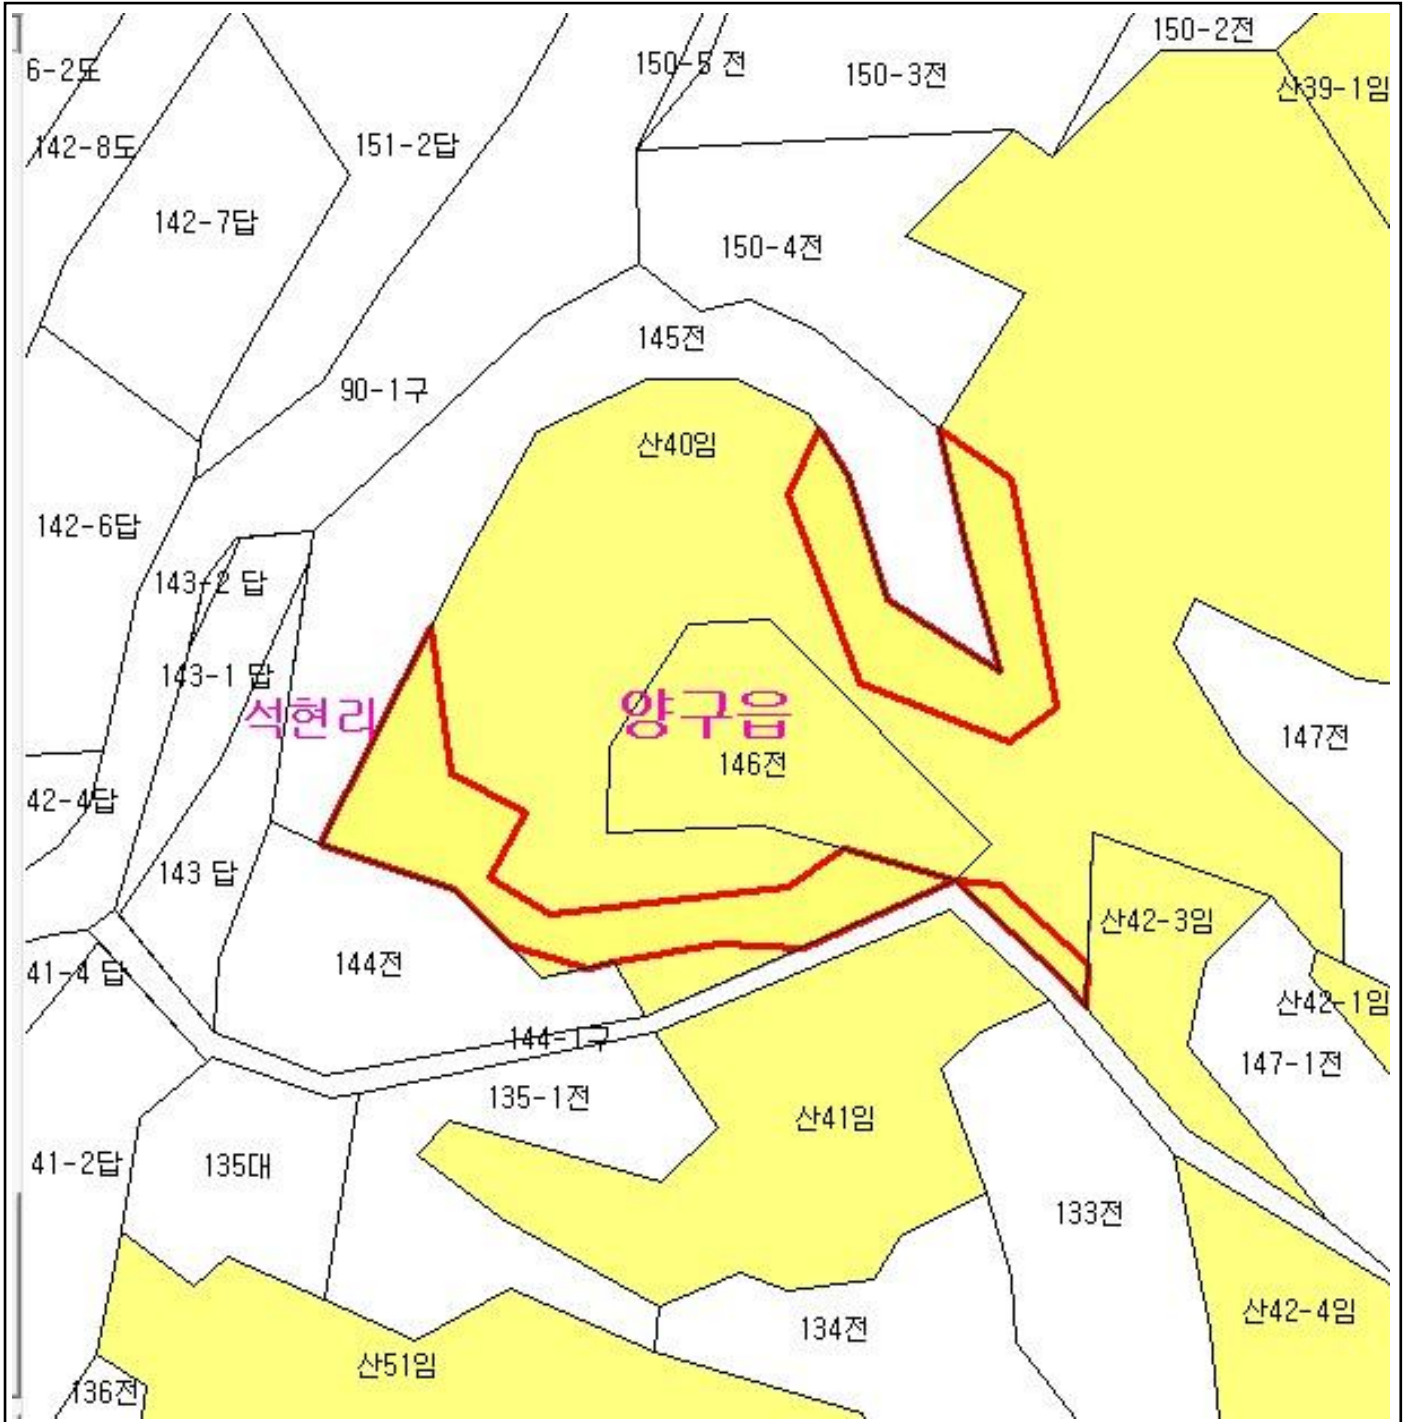 150-2전
6-2도
150-5 전
150-3전
산39-1임
142-8도
151-2답
142-7답
150-4전
145전
90-1구
산40임
142-6답
143-2 답
143-1 답
석현리
양구읍
147전
146전
42-4답
143 답
산42-3임
144전
41-4 답
산42-1임
144-1구
147-1전
135-1전
산41임
41-2답
135대
133전
산42-4임
134전
산51임
136전